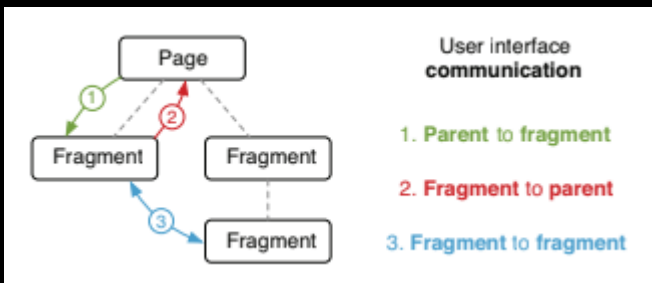 Page
1
2
Fragment
Fragment
3
Fragment
User interface
communication
1. Parent to fragment
2. Fragment to parent
3. Fragment to fragment